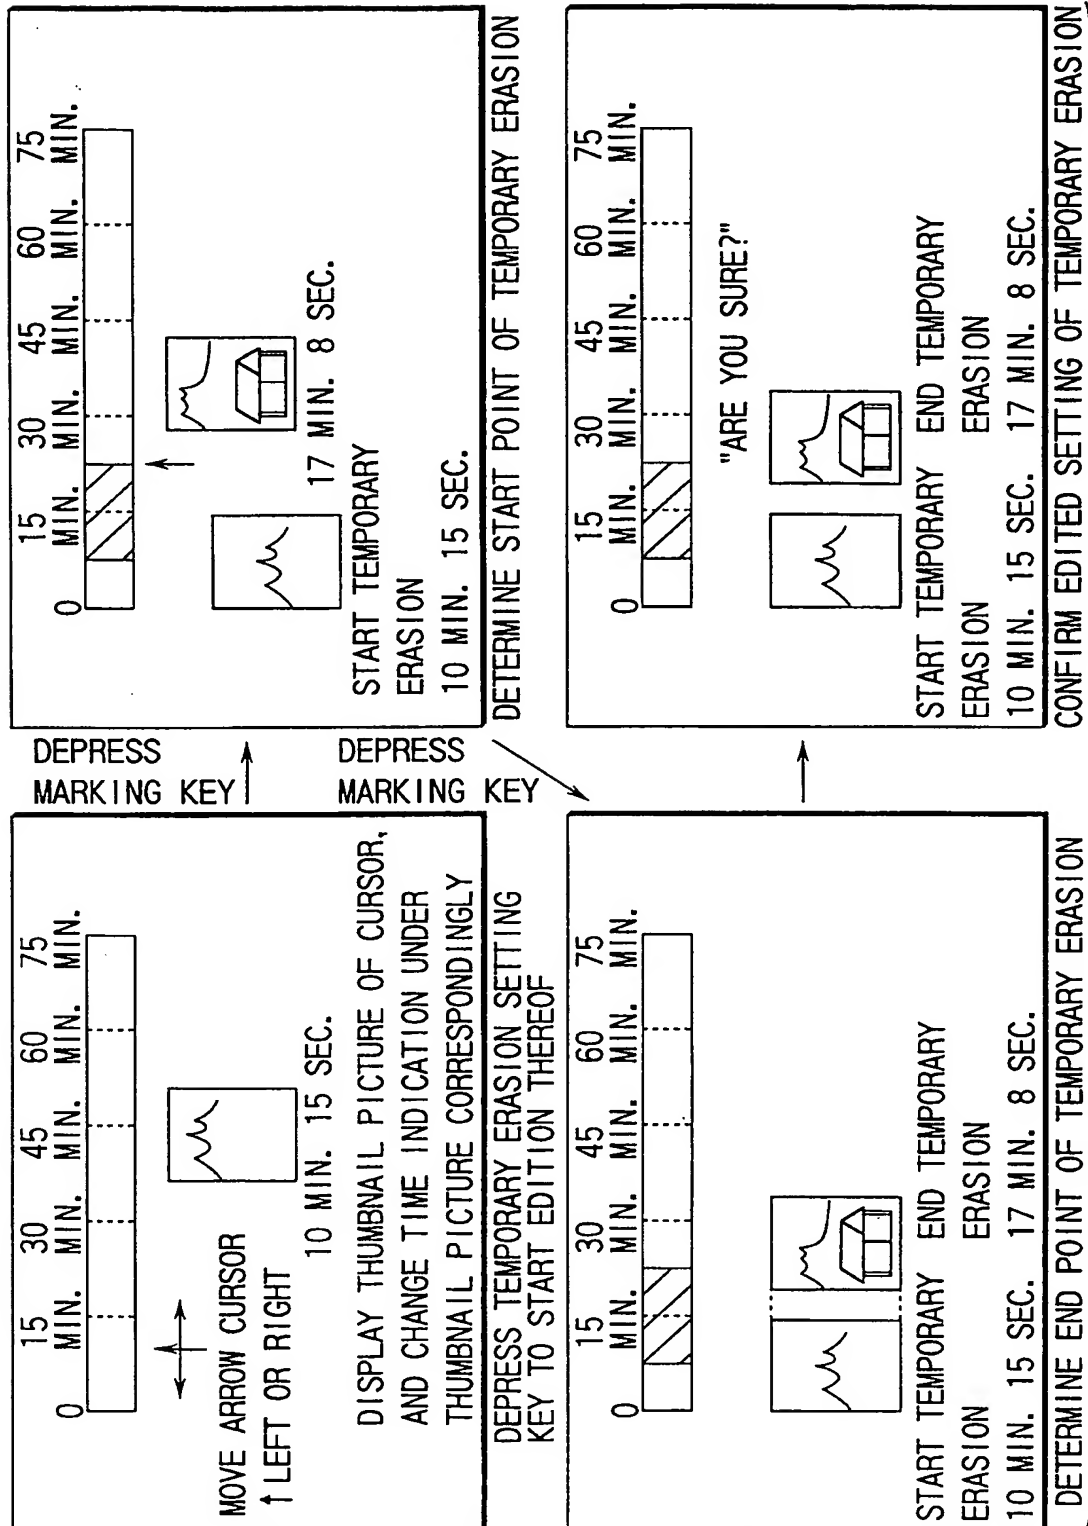 0
15 MIN.
30 MIN.
45 MIN.
60 MIN.
75 MIN.
MOVE ARROW CURSOR
↑ LEFT OR RIGHT
10 MIN. 15 SEC.
DISPLAY THUMBNAIL PICTURE OF CURSOR,
AND CHANGE TIME INDICATION UNDER
THUMBNAIL PICTURE CORRESPONDINGLY
DEPRESS TEMPORARY ERASION SETTING
KEY TO START EDITION THEREOF
DEPRESS
MARKING KEY
0
15 MIN.
30 MIN.
45 MIN.
60 MIN.
75 MIN.
17 MIN. 8 SEC.
START TEMPORARY
ERASION
10 MIN. 15 SEC.
DETERMINE START POINT OF TEMPORARY ERASION
DEPRESS
MARKING KEY
0
15 MIN.
30 MIN.
45 MIN.
60 MIN.
75 MIN.
START TEMPORARY END TEMPORARY
ERASION ERASION
10 MIN. 15 SEC. 17 MIN. 8 SEC.
DETERMINE END POINT OF TEMPORARY ERASION
0
15 MIN.
30 MIN.
45 MIN.
60 MIN.
75 MIN.
"ARE YOU SURE?"
START TEMPORARY END TEMPORARY
ERASION ERASION
10 MIN. 15 SEC. 17 MIN. 8 SEC.
CONFIRM EDITED SETTING OF TEMPORARY ERASION